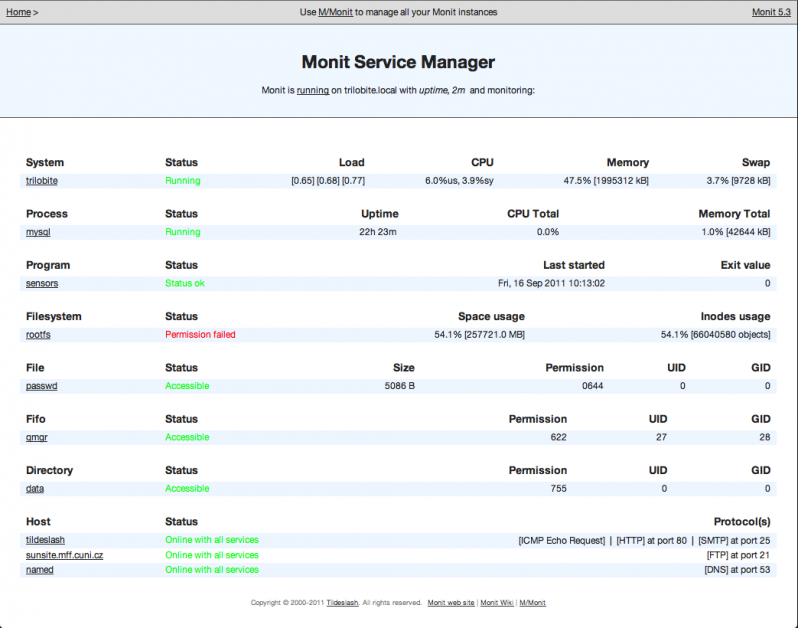 Home > Use M/Monit to manage all your Monit instances Monit 5.3
Monit Service Manager
Monit is running on trilobite.local with uptime, 2m and monitoring:
System Status Load CPU Memory Swap
trilobite Running [0.65] [0.68] [0.77] 6.0%us, 3.9%sy 47.5% [1995312 kB] 3.7% [9728 kB]
Process Status Uptime CPU Total Memory Total
mysql Running 22h 23m 0.0% 1.0% [42644 kB]
Program Status Last started Exit value
sensors Status ok Fri, 16 Sep 2011 10:13:02 0
Filesystem Status Space usage Inodes usage
rootfs Permission failed 54.1% [257721.0 MB] 54.1% [66040580 objects]
File Status Size Permission UID GID
passwd Accessible 5086 B 0644 0 0
Fifo Status Permission UID GID
qmgr Accessible 622 27 28
Directory Status Permission UID GID
data Accessible 755 0 0
Host Status Protocol(s)
tildeslash Online with all services [ICMP Echo Request] | [HTTP] at port 80 | [SMTP] at port 25
sunsite.mff.cuni.cz Online with all services [FTP] at port 21
named Online with all services [DNS] at port 53
Copyright © 2000-2011 Tildeslash. All rights reserved. Monit web site | Monit Wiki | M/Monit